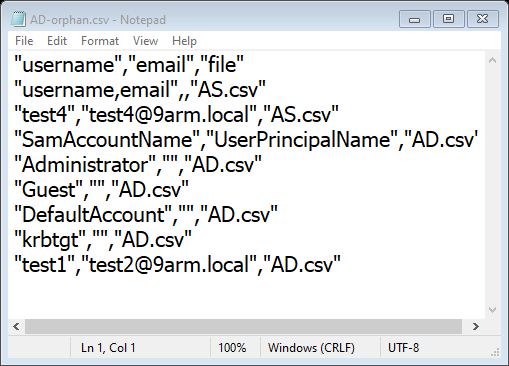 AD-orphan.csv - Notepad
File Edit Format View Help
"username","email","file"
"username,email",,"AS.csv"
"test4","test4@9arm.local","AS.csv"
"SamAccountName","UserPrincipalName","AD.csv'
"Administrator","","AD.csv"
"Guest","","AD.csv"
"DefaultAccount","","AD.csv"
"krbtgt","","AD.csv"
"test1","test2@9arm.local","AD.csv"
Ln 1, Col 1 100% Windows (CRLF) UTF-8